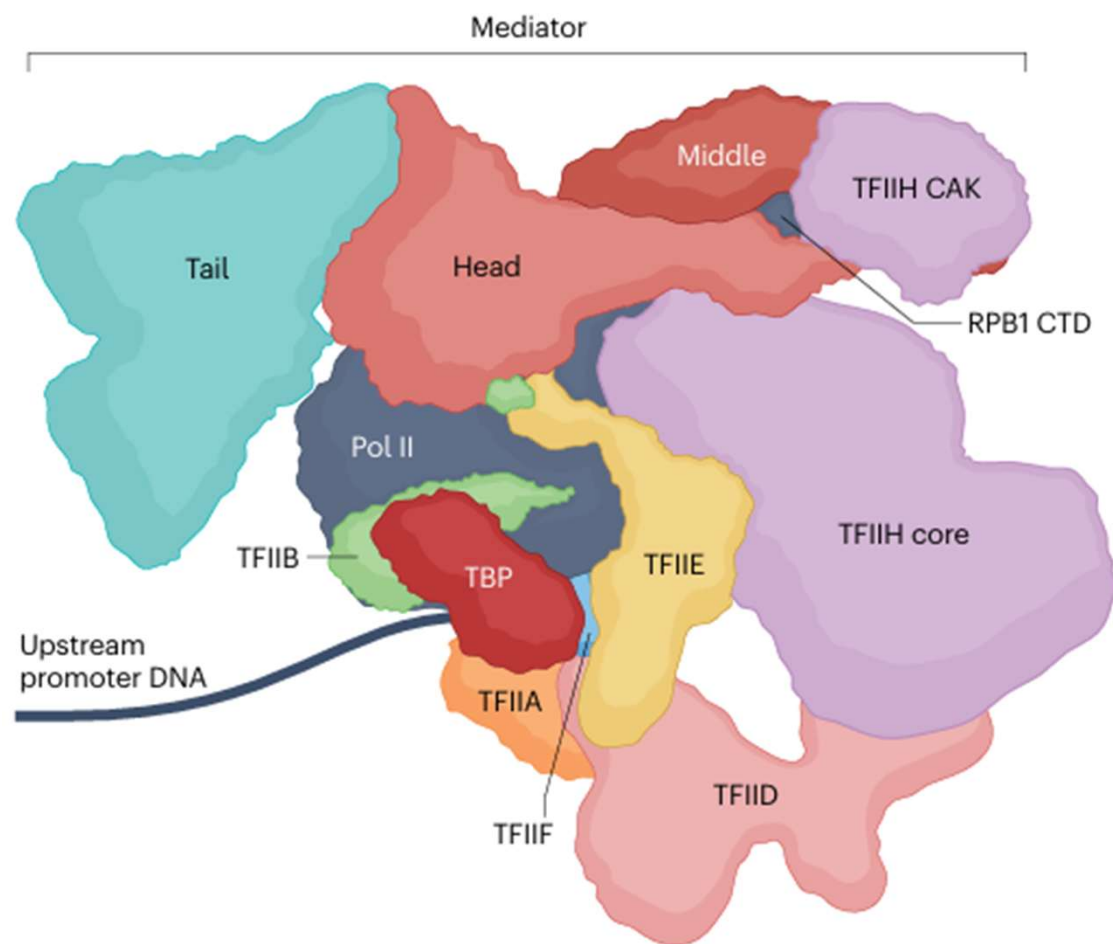 Mediator
Middle
TFIIH CAK
Tail
Head
RPB1 CTD
Pol II
TFIIH core
TFIIB
TBP
TFIIE
Upstream
promoter DNA
TFIIA
TFIID
TFIIF